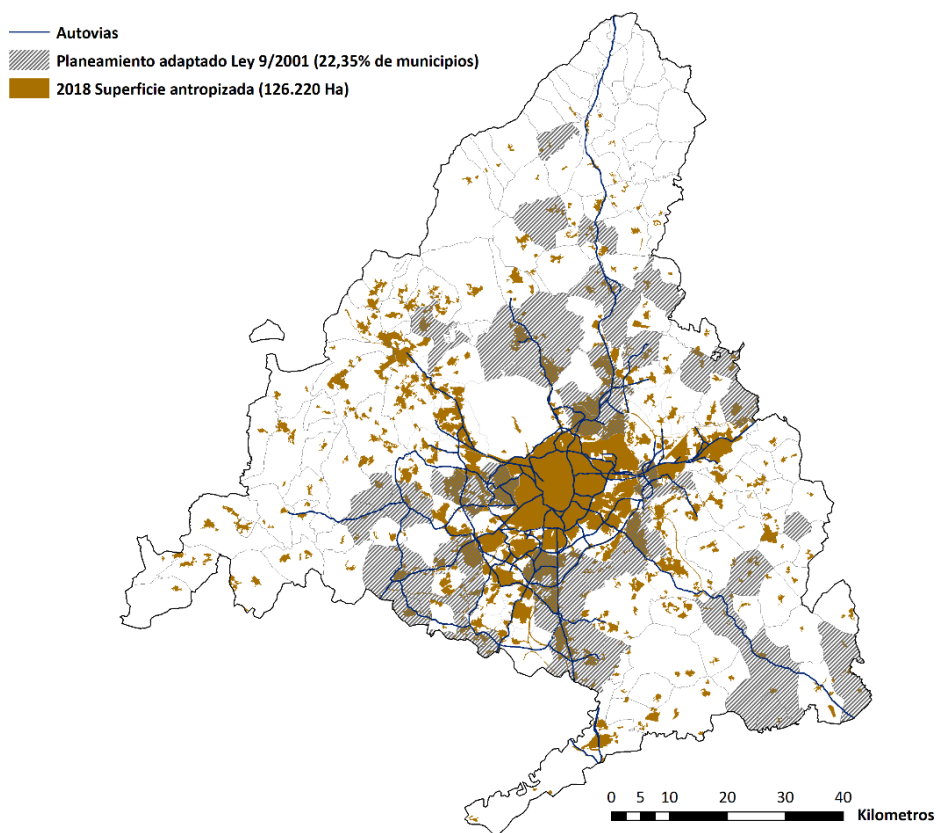 Autovias
Planeamiento adaptado Ley 9/2001 (22,35% de municipios)
2018 Superficie antropizada (126.220 Ha)
0 5 10 20 30 40
Kilometros